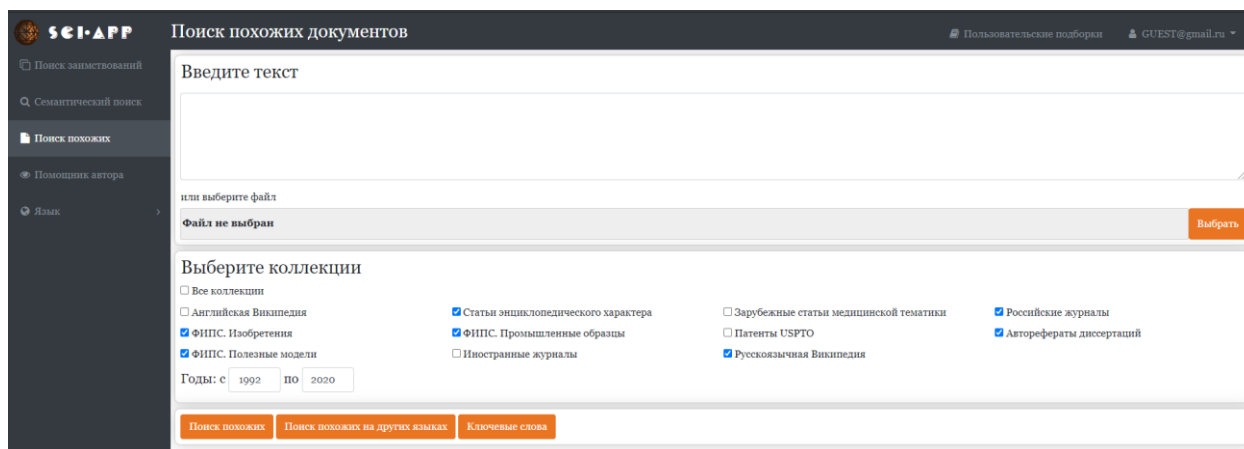 SCI·APP
Поиск похожих документов
Пользовательские подборки
GUEST@gmail.ru
Поиск заимствований
Семантический поиск
Поиск похожих
Помощник автора
Язык
Введите текст
или выберите файл
Файл не выбран
Выбрать
Выберите коллекции
Все коллекции
Английская Википедия
Статьи энциклопедического характера
Зарубежные статьи медицинской тематики
Российские журналы
ФИПС. Изобретения
ФИПС. Промышленные образцы
Патенты USPTO
Авторефераты диссертаций
ФИПС. Полезные модели
Иностранные журналы
Русскоязычная Википедия
Годы: с 1992 по 2020
Поиск похожих
Поиск похожих на других языках
Ключевые слова